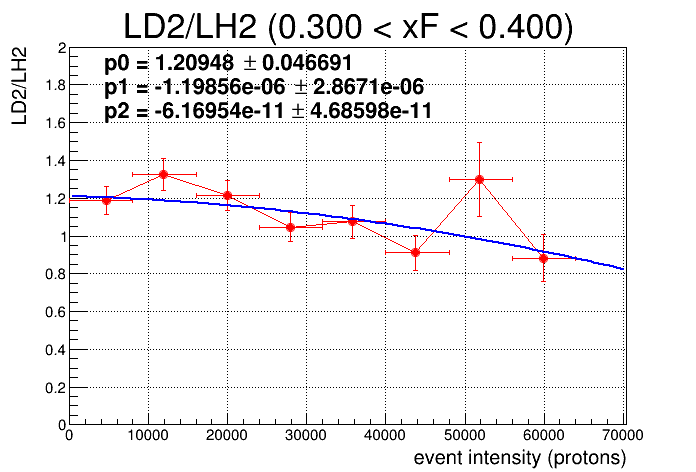 LD2/LH2 (0.300 < xF < 0.400)
p0 = 1.20948 ± 0.046691
p1 = -1.19856e-06 ± 2.8671e-06
p2 = -6.16954e-11 ± 4.68598e-11
LD2/LH2
2
1.8
1.6
1.4
1.2
1
0.8
0.6
0.4
0.2
0
0 10000 20000 30000 40000 50000 60000 70000
event intensity (protons)